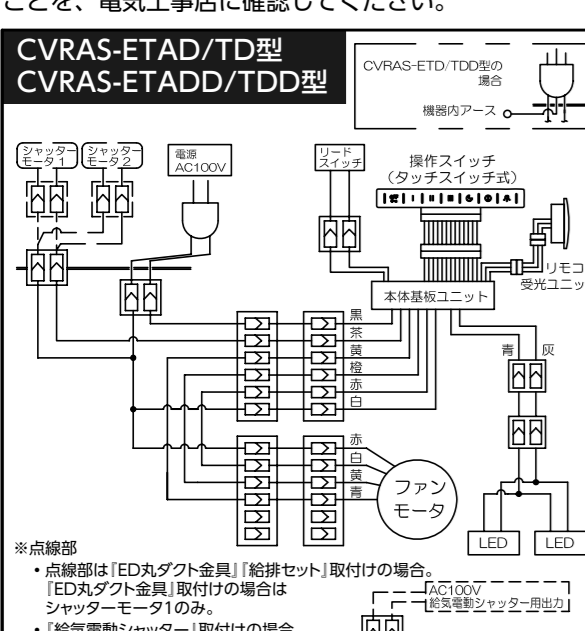 ことを、電気工事店に確認してください。
CVRAS-ETAD/TD型
CVRAS-ETADD/TDD型
CVRAS-ETD/TDD型の
場合
機器内アース
シャッター
モータ1
シャッター
モータ2
電源
AC100V
リード
スイッチ
操作スイッチ
(タッチスイッチ式)
リモコ
受光ユニッ
本体基板ユニット
黒
茶
黄
橙
赤
白
青
灰
赤
白
黄
青
ファン
モータ
LED
LED
※点線部
・点線部は『ED丸ダクト金具』『給排セット』取付けの場合。
『ED丸ダクト金具』取付けの場合は
シャッターモータ1のみ。
・『給気電動シャッター』取付けの場合
AC100V
給気電動シャッター用出力